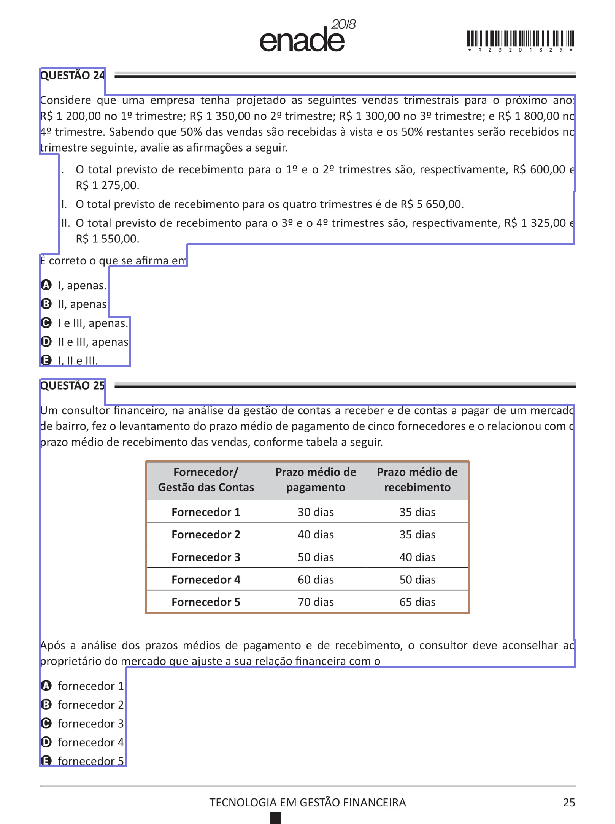 enade 2018
*R2520182 5*
QUESTÃO 24
Considere que uma empresa tenha projetado as seguintes vendas trimestrais para o próximo ano:
R$ 1 200,00 no 1º trimestre; R$ 1 350,00 no 2º trimestre; R$ 1 300,00 no 3º trimestre; e R$ 1 800,00 no
4º trimestre. Sabendo que 50% das vendas são recebidas à vista e os 50% restantes serão recebidos no
trimestre seguinte, avalie as afirmações a seguir.
I. O total previsto de recebimento para o 1º e o 2º trimestres são, respectivamente, R$ 600,00 e
R$ 1 275,00.
II. O total previsto de recebimento para os quatro trimestres é de R$ 5 650,00.
III. O total previsto de recebimento para o 3º e o 4º trimestres são, respectivamente, R$ 1 325,00 e
R$ 1 550,00.
É correto o que se afirma em
A I, apenas.
B II, apenas
C I e III, apenas.
D II e III, apenas
E I, II e III.
QUESTÃO 25
Um consultor financeiro, na análise da gestão de contas a receber e de contas a pagar de um mercado
de bairro, fez o levantamento do prazo médio de pagamento de cinco fornecedores e o relacionou com o
prazo médio de recebimento das vendas, conforme tabela a seguir.
Fornecedor/ Prazo médio de Prazo médio de
Gestão das Contas pagamento recebimento
Fornecedor 1 30 dias 35 dias
Fornecedor 2 40 dias 35 dias
Fornecedor 3 50 dias 40 dias
Fornecedor 4 60 dias 50 dias
Fornecedor 5 70 dias 65 dias
Após a análise dos prazos médios de pagamento e de recebimento, o consultor deve aconselhar ao
proprietário do mercado que ajuste a sua relação financeira com o
A fornecedor 1
B fornecedor 2
C fornecedor 3
D fornecedor 4
E fornecedor 5
TECNOLOGIA EM GESTÃO FINANCEIRA 25